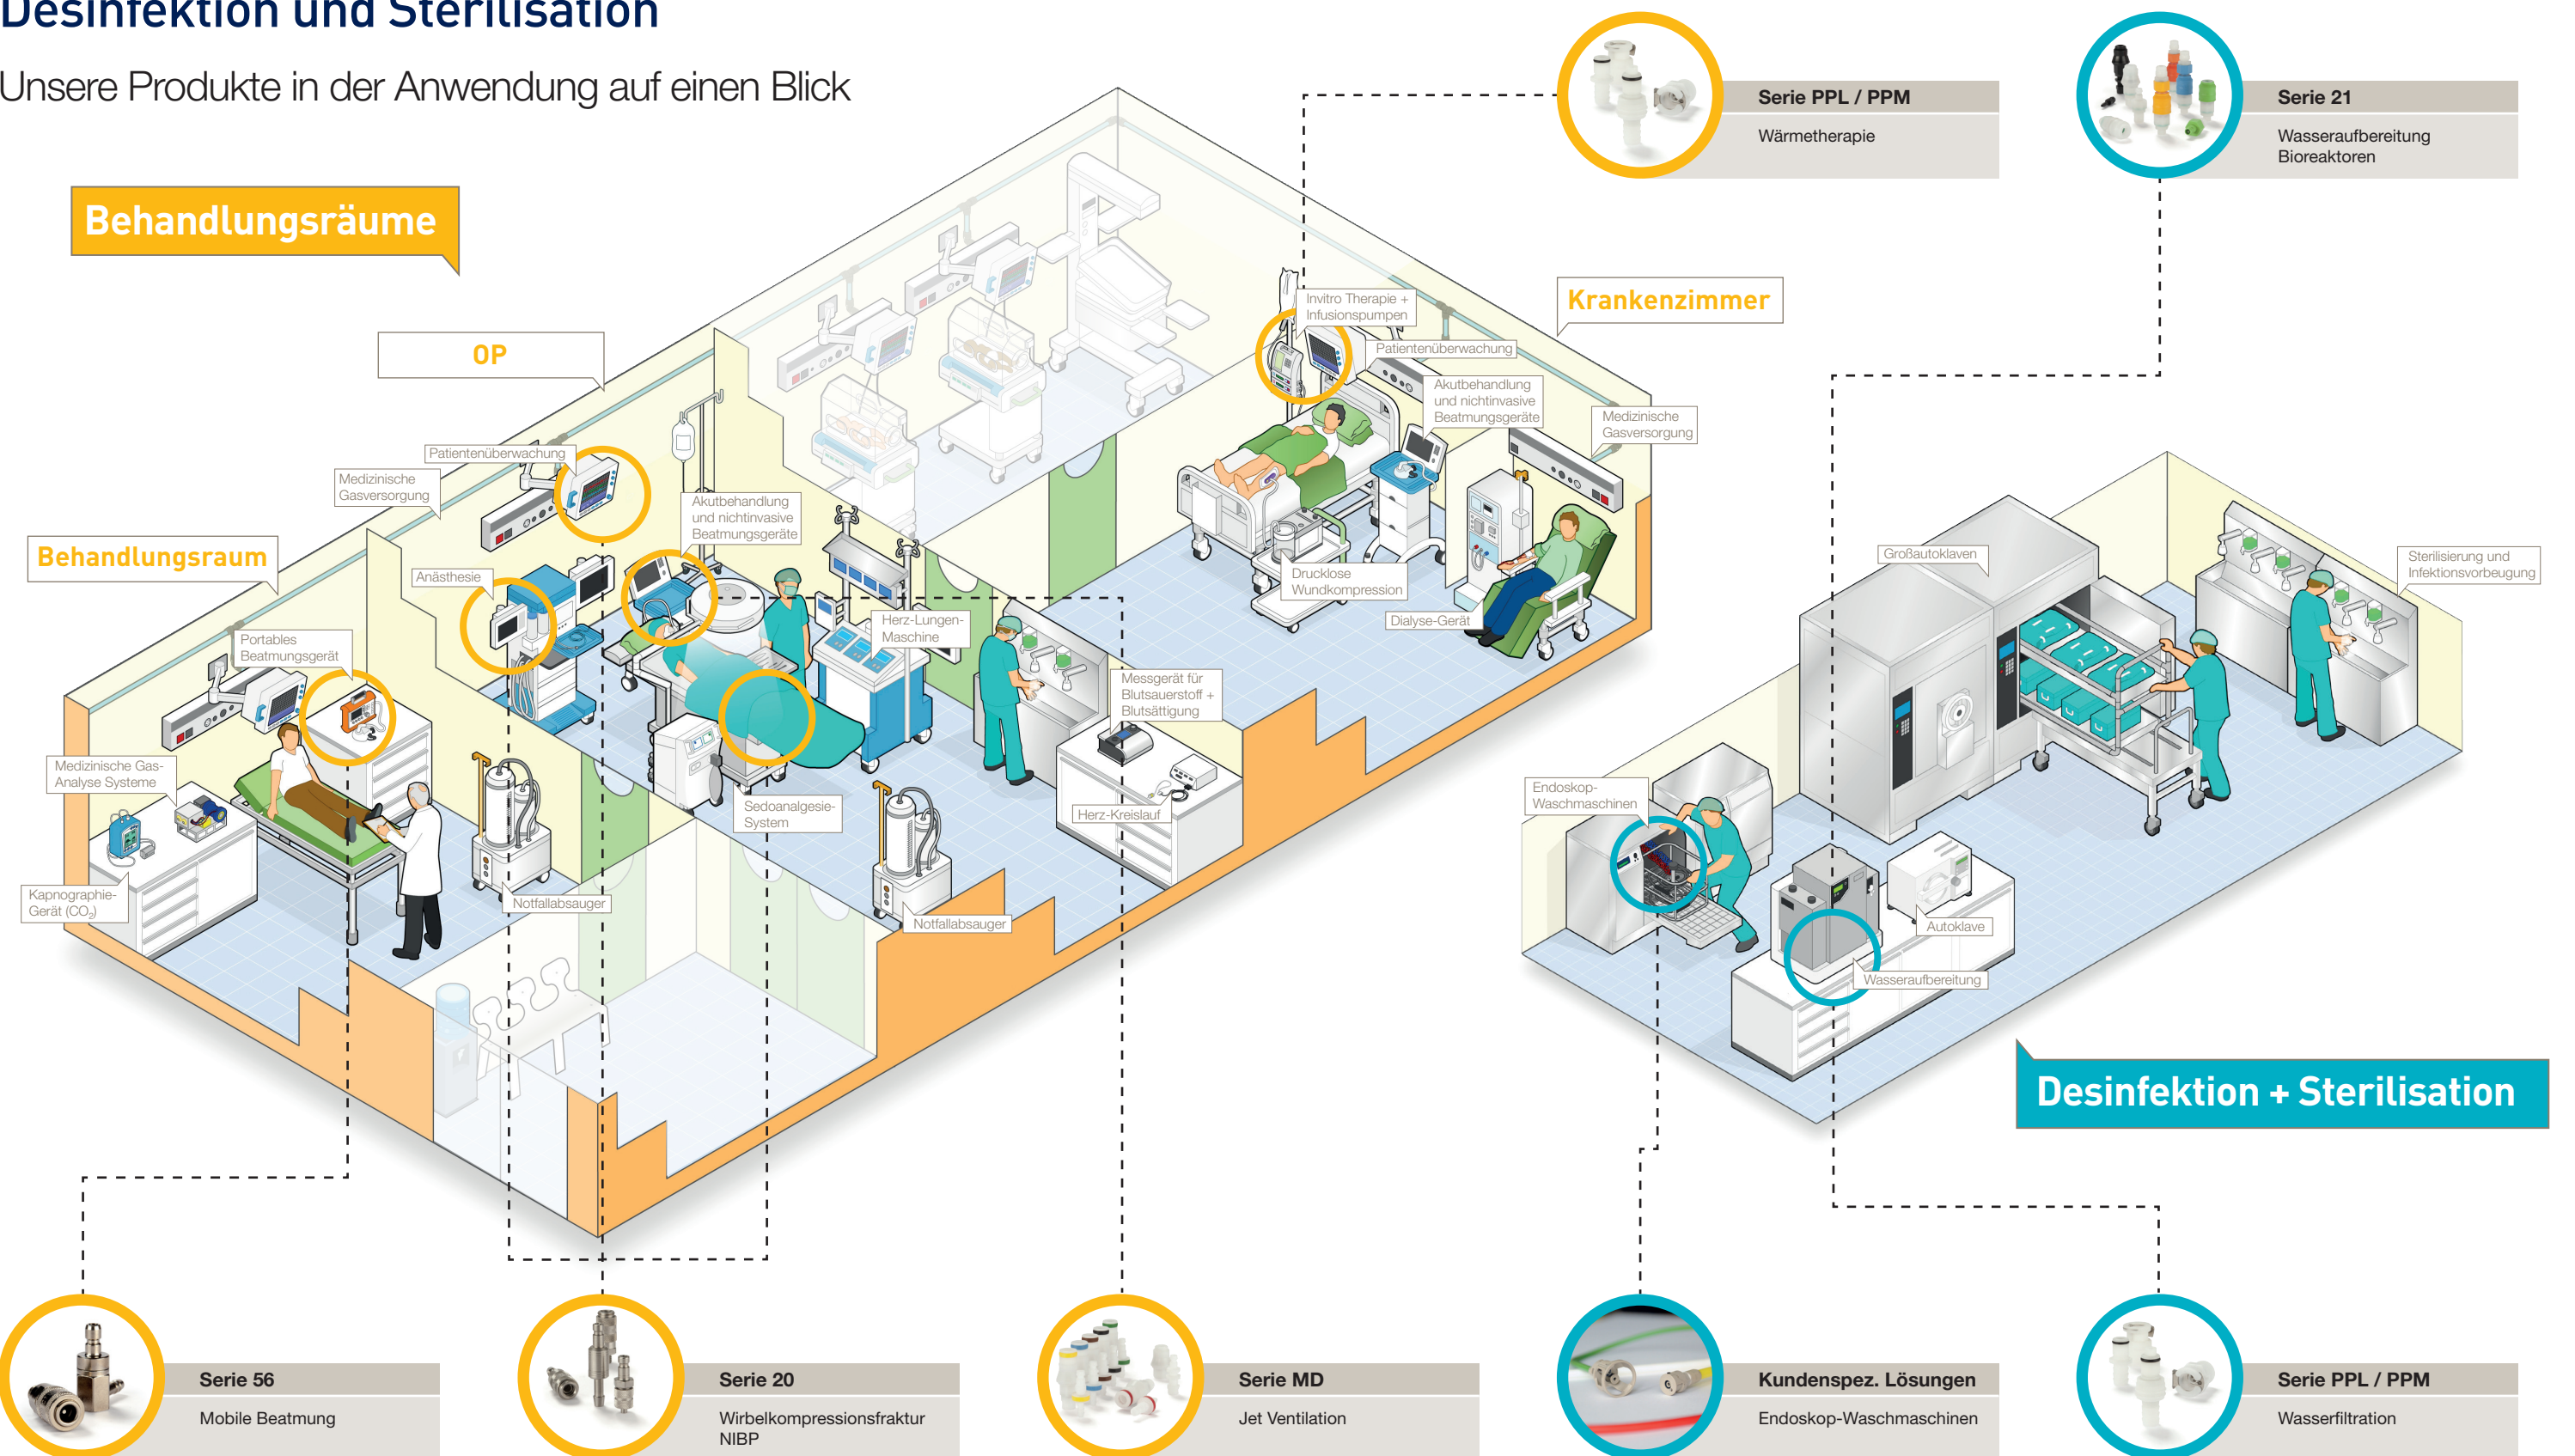 Desinfektion und Sterilisation
Unsere Produkte in der Anwendung auf einen Blick
Serie PPL / PPM
Wärmetherapie
Serie 21
Wasseraufbereitung
Bioreaktoren
Behandlungsräume
OP
Krankenzimmer
Behandlungsraum
Invitro Therapie +
Infusionspumpen
Patientenüberwachung
Akutbehandlung
und nichtinvasive
Beatmungsgeräte
Medizinische
Gasversorgung
Patientenüberwachung
Medizinische
Gasversorgung
Akutbehandlung
und nichtinvasive
Beatmungsgeräte
Anästhesie
Drucklose
Wundkompression
Dialyse-Gerät
Herz-Lungen-
Maschine
Portables
Beatmungsgerät
Messgerät für
Blutsauerstoff +
Blutsättigung
Medizinische Gas-
Analyse Systeme
Sedoanalgesie-
System
Herz-Kreislauf
Kapnographie-
Gerät (CO₂)
Notfallabsauger
Notfallabsauger
Großautoklaven
Sterilisierung und
Infektionsvorbeugung
Endoskop-
Waschmaschinen
Autoklave
Wasseraufbereitung
Desinfektion + Sterilisation
Serie 56
Mobile Beatmung
Serie 20
Wirbelkompressionsfraktur
NIBP
Serie MD
Jet Ventilation
Kundenspez. Lösungen
Endoskop-Waschmaschinen
Serie PPL / PPM
Wasserfiltration